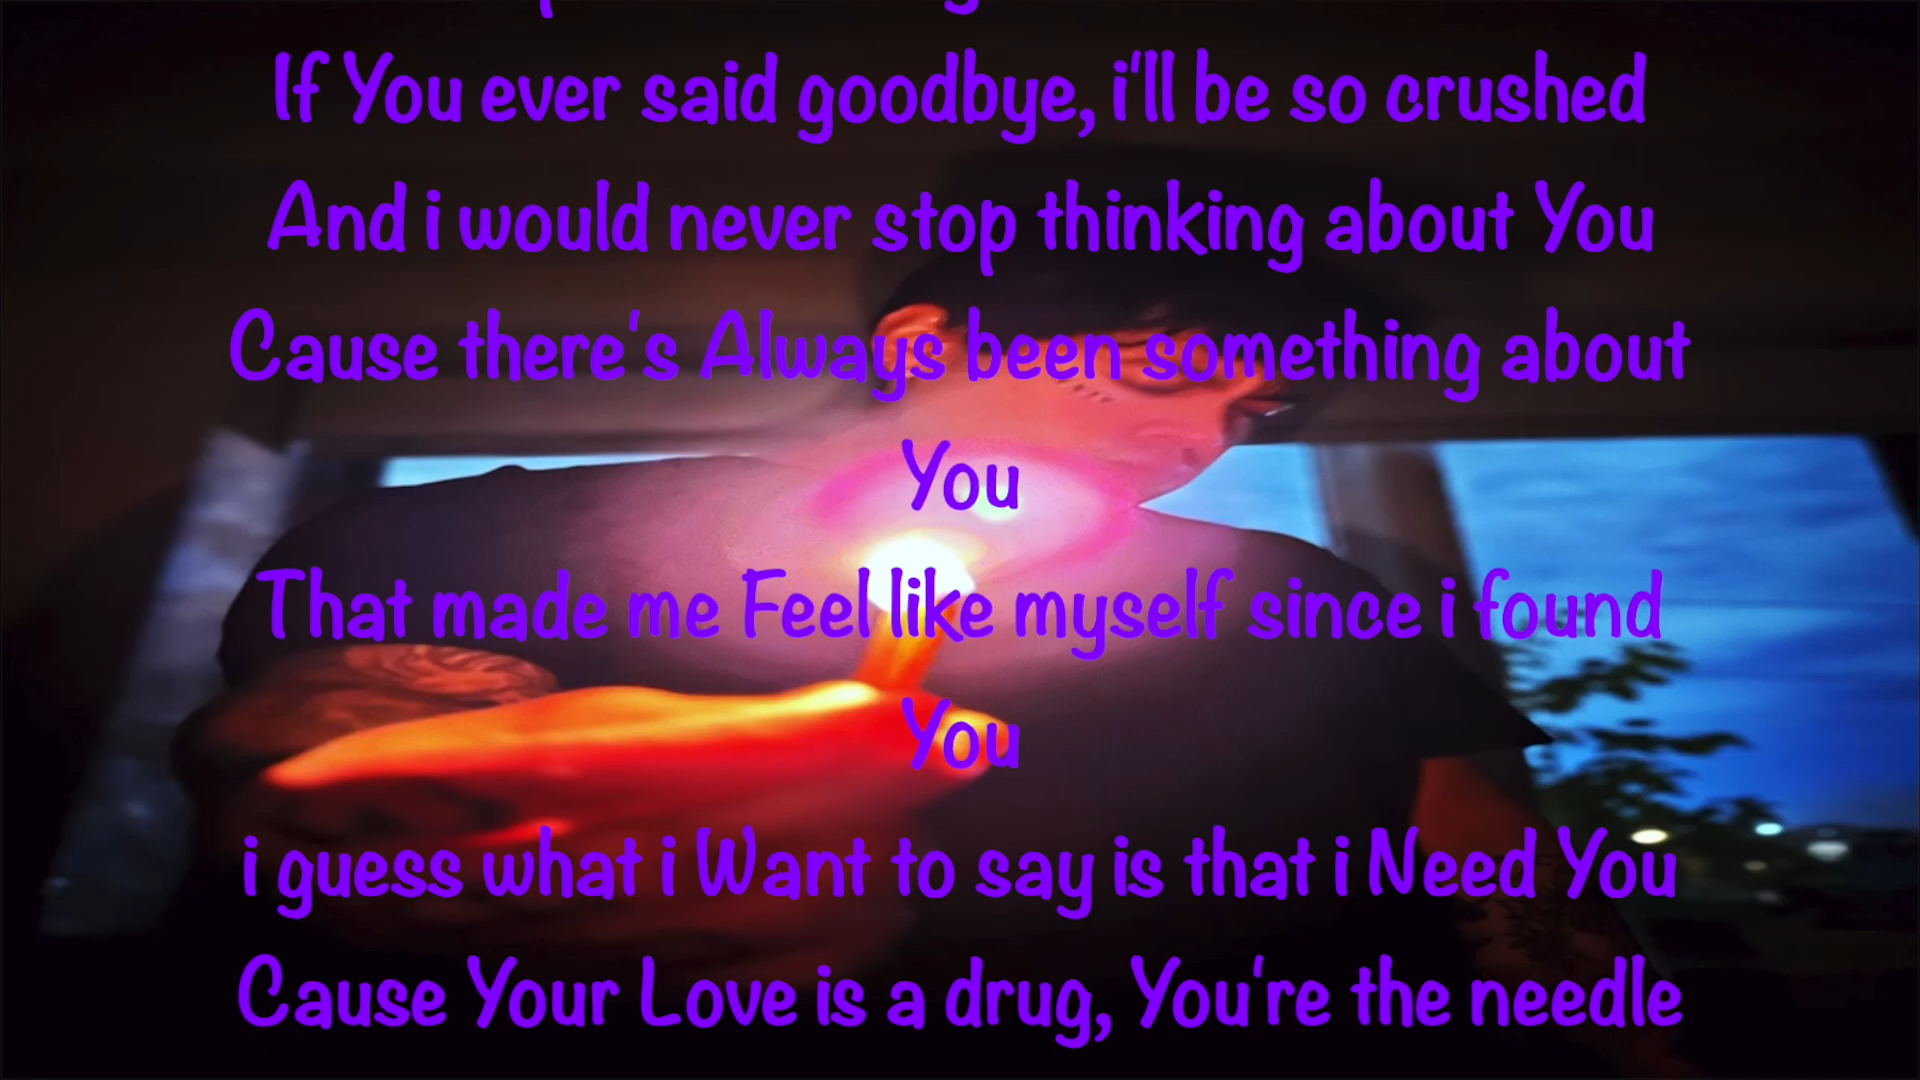 If You ever said goodbye, i'll be so crushed
And i would never stop thinking about You
Cause there's Always been something about
You
That made me Feel like myself since i found
You
i guess what i Want to say is that i Need You
Cause Your Love is a drug, You're the needle